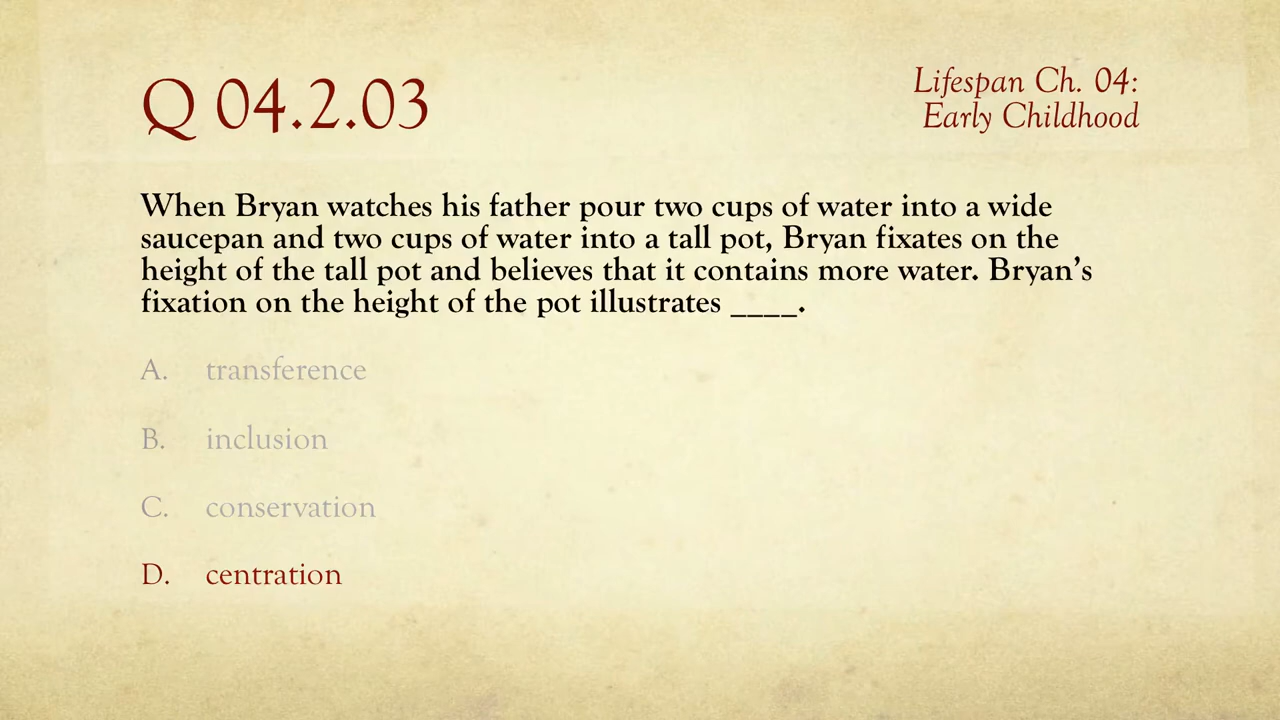 Q 04.2.03
Lifespan Ch. 04:
Early Childhood
When Bryan watches his father pour two cups of water into a wide
saucepan and two cups of water into a tall pot, Bryan fixates on the
height of the tall pot and believes that it contains more water. Bryan’s
fixation on the height of the pot illustrates ____.
A. transference
B. inclusion
C. conservation
D. centration